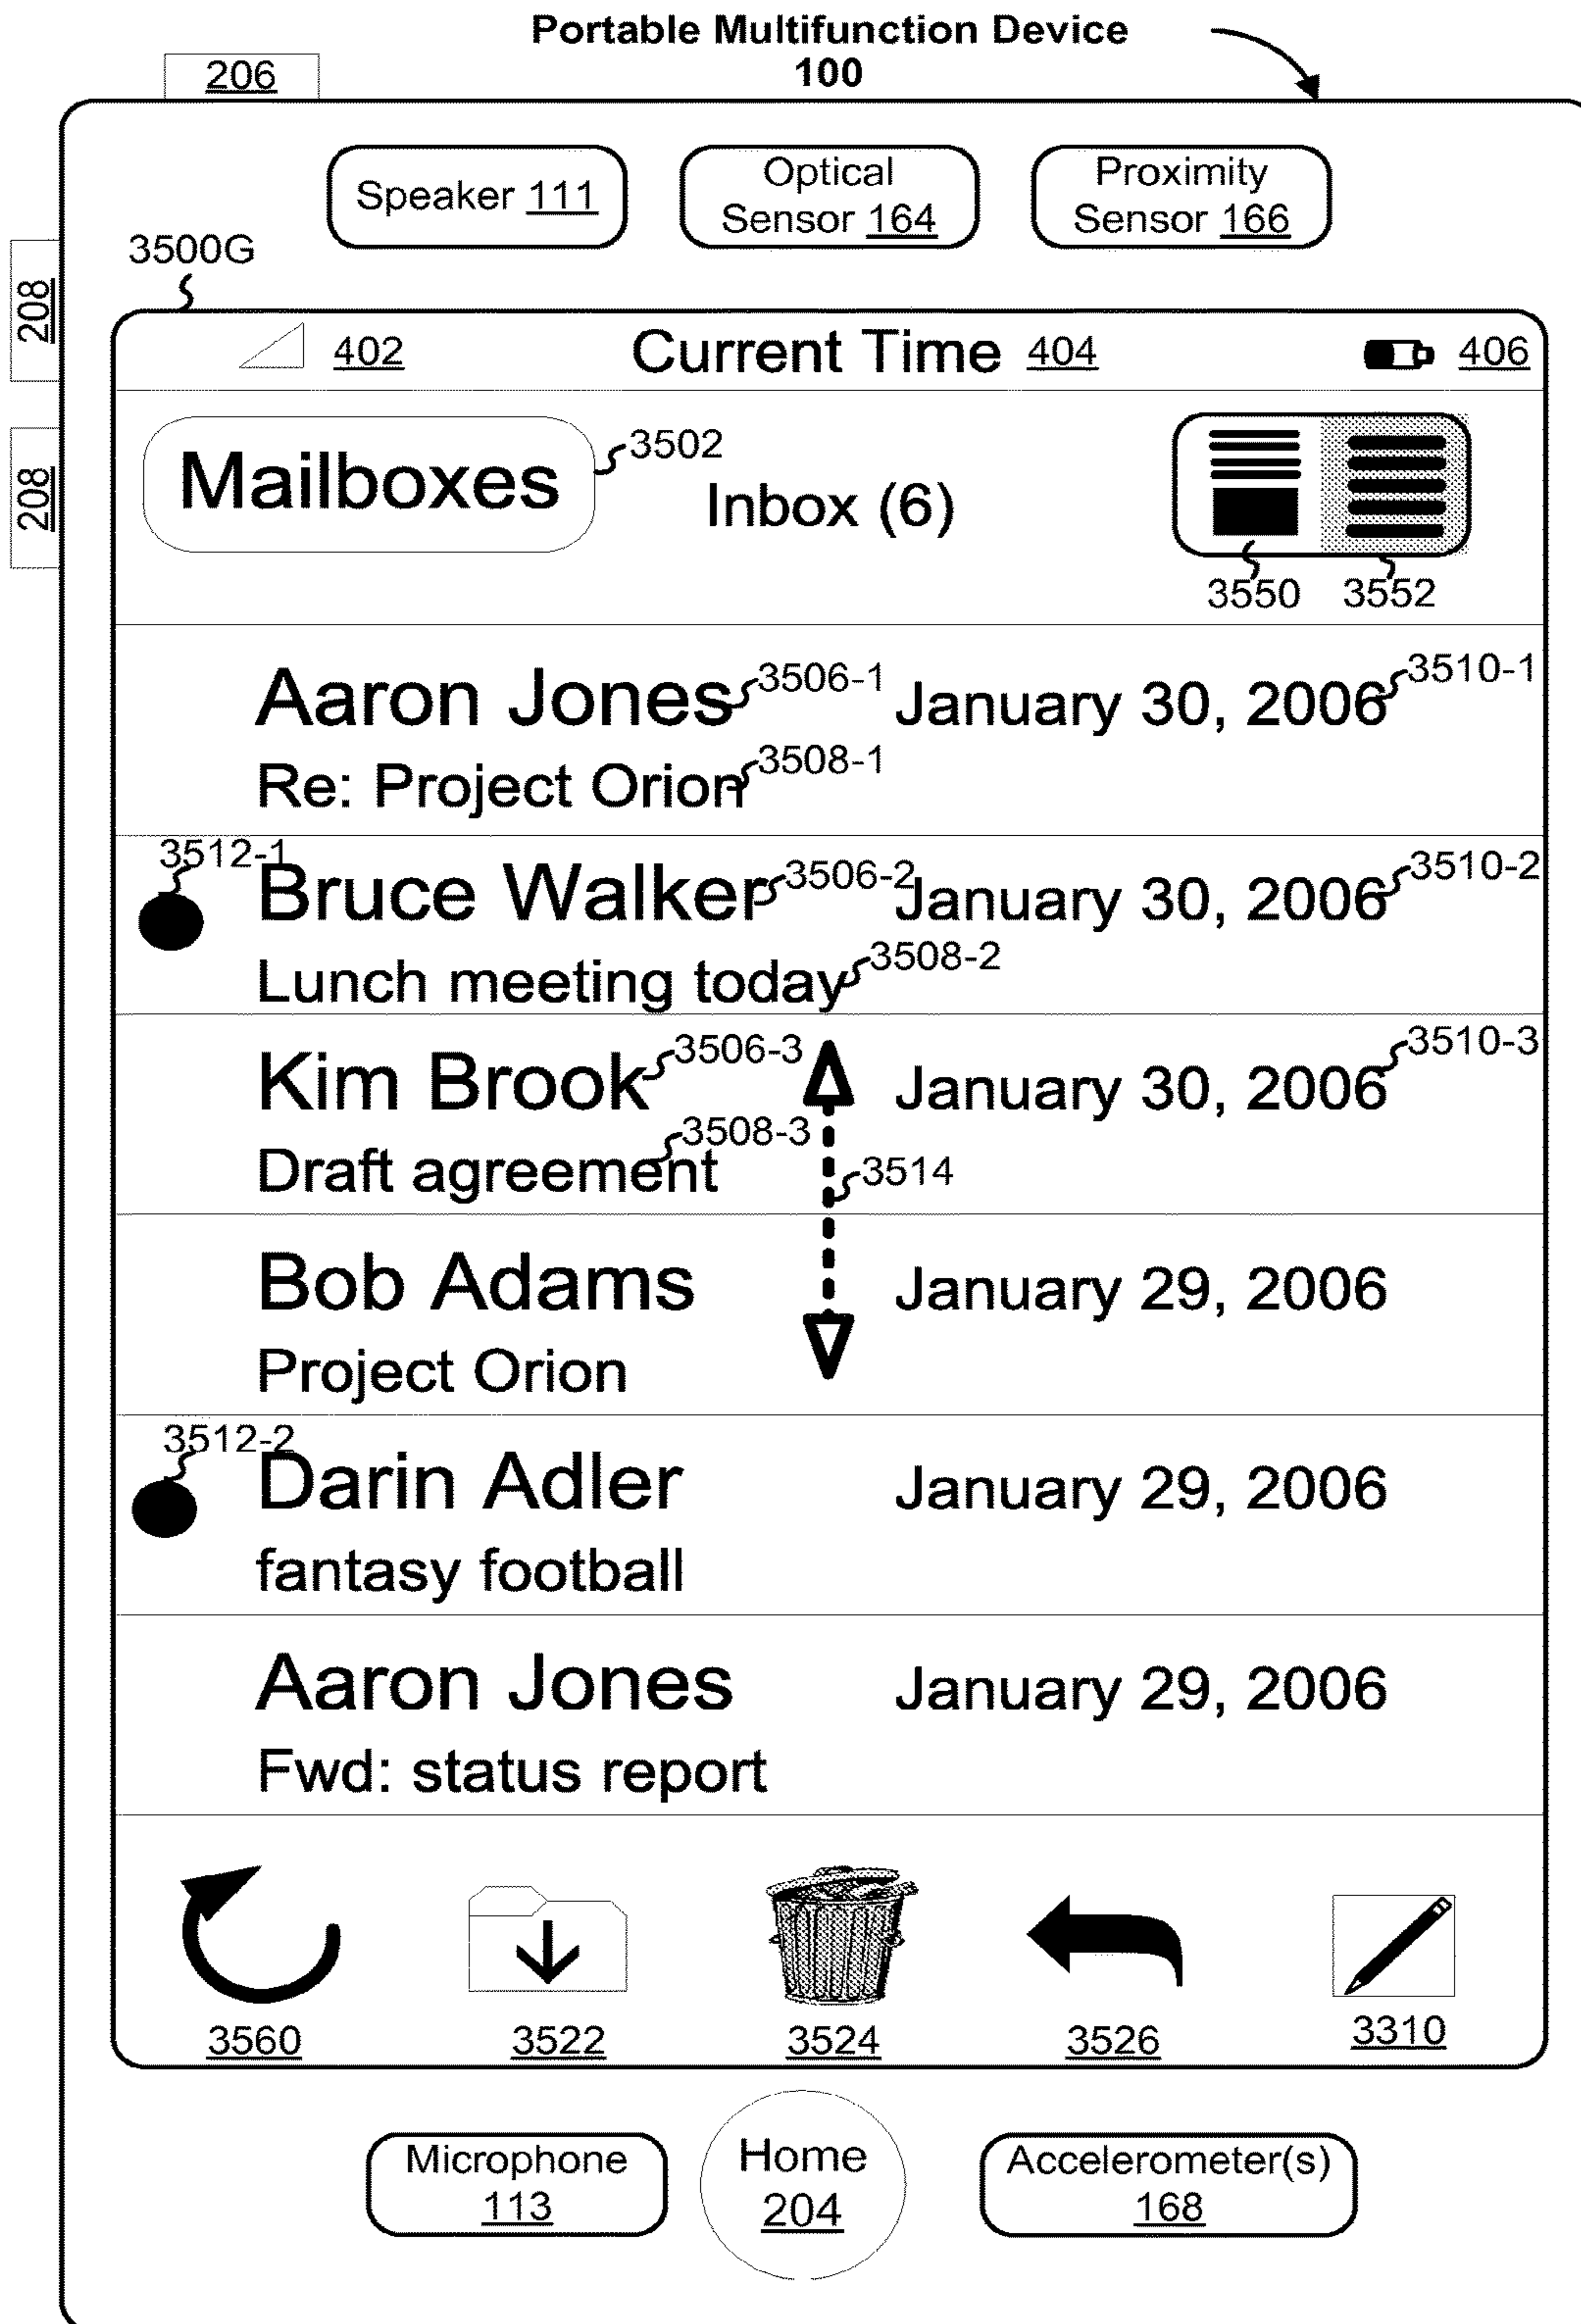 Portable Multifunction Device
100
206
Speaker 111
Optical
Sensor 164
Proximity
Sensor 166
3500G
208
208
402
Current Time 404
406
Mailboxes
3502
Inbox (6)
3550
3552
Aaron Jones
3506-1
January 30, 2006
3510-1
Re: Project Orion
3508-1
3512-1
Bruce Walker
3506-2
January 30, 2006
3510-2
Lunch meeting today
3508-2
Kim Brook
3506-3
January 30, 2006
3510-3
Draft agreement
3508-3
3514
Bob Adams
January 29, 2006
Project Orion
3512-2
Darin Adler
January 29, 2006
fantasy football
Aaron Jones
January 29, 2006
Fwd: status report
3560
3522
3524
3526
3310
Microphone
113
Home
204
Accelerometer(s)
168